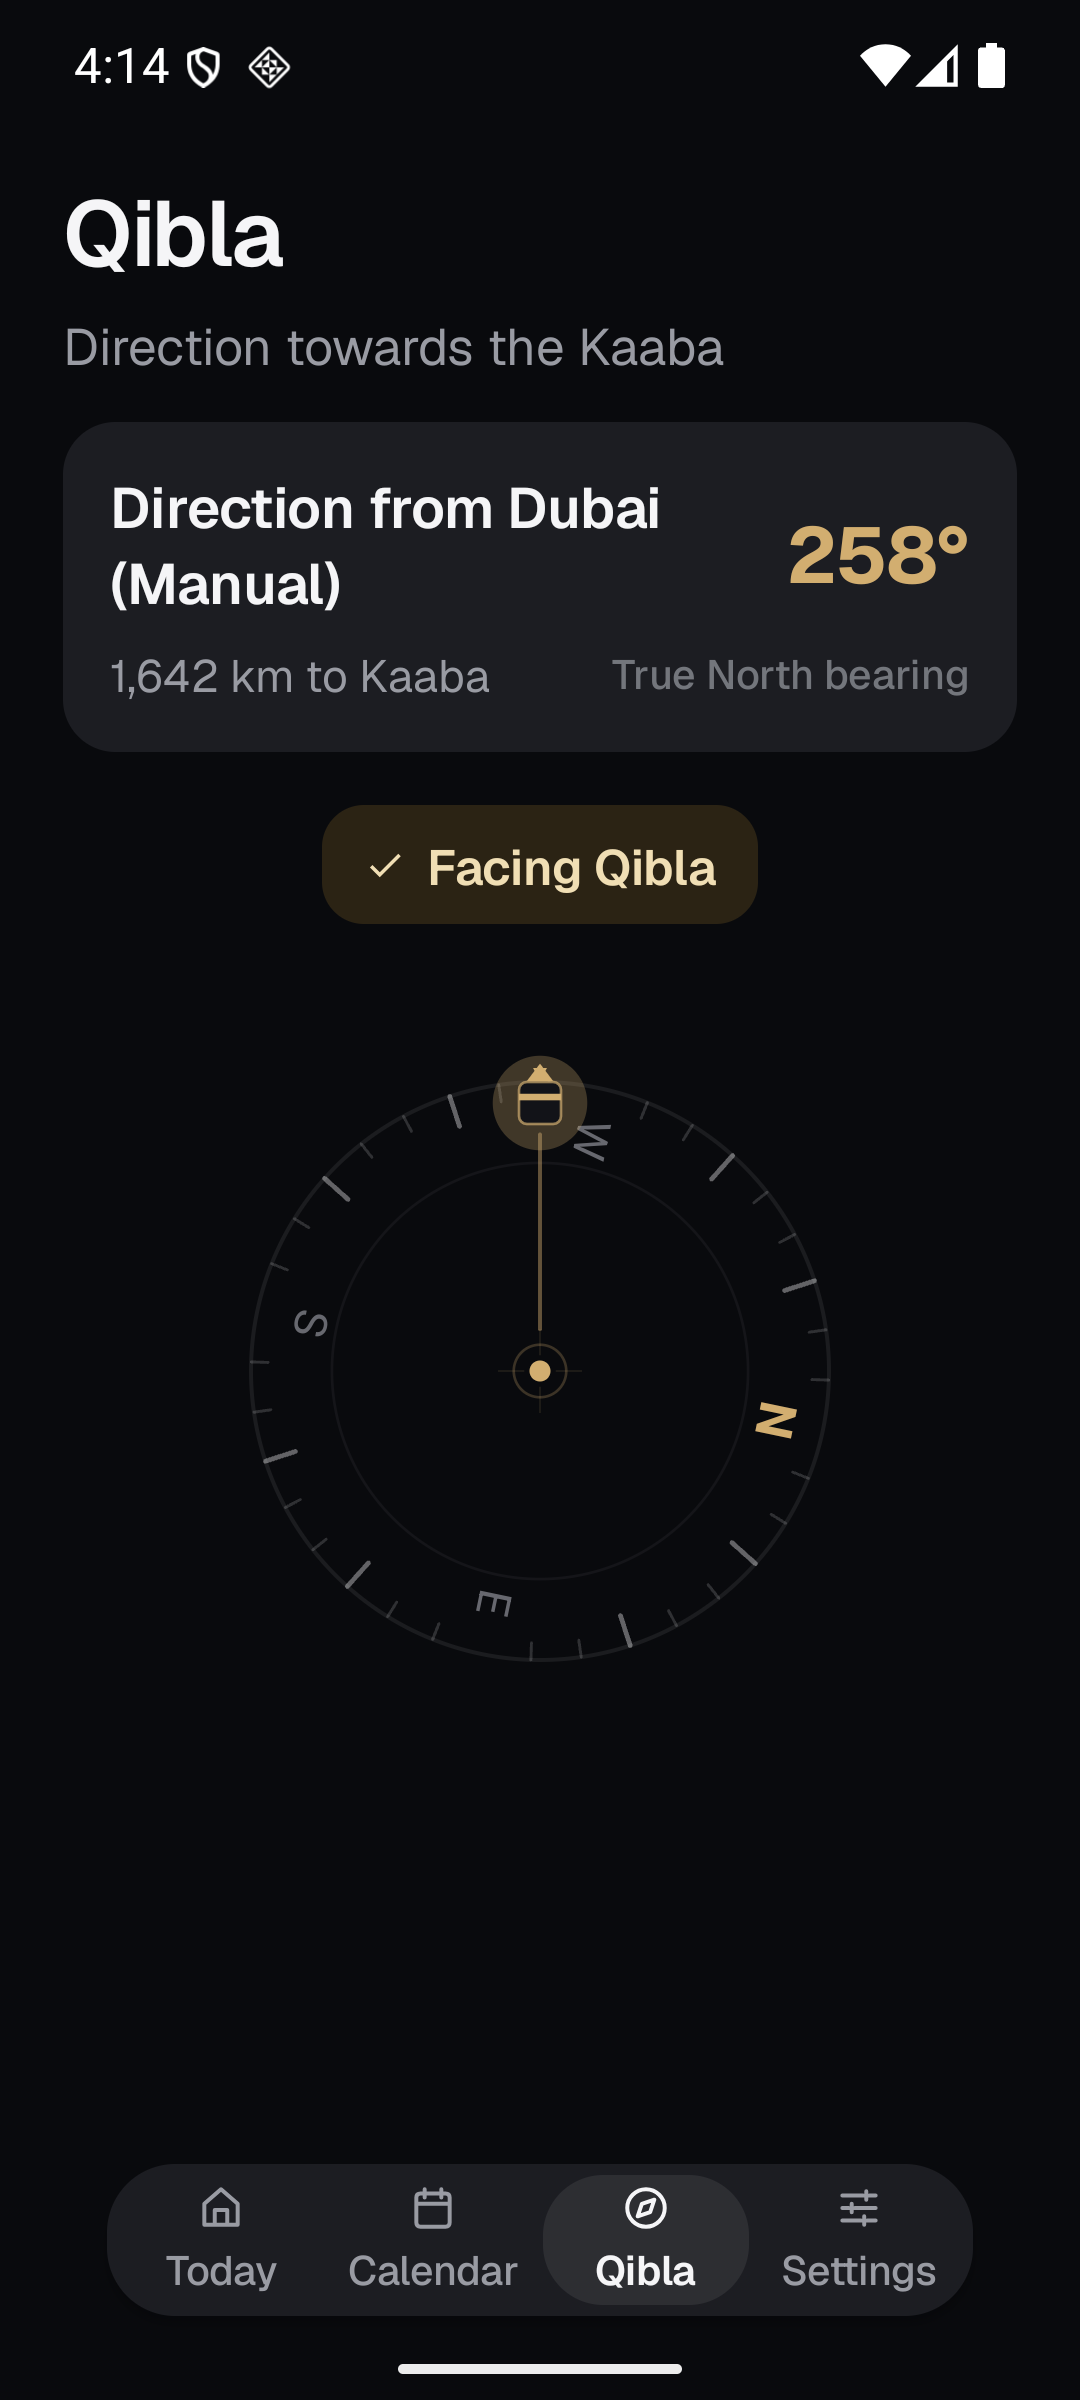 4:14
Qibla
Direction towards the Kaaba
Direction from Dubai
(Manual)
258°
1,642 km to Kaaba
True North bearing
Facing Qibla
W
S
N
E
Today
Calendar
Qibla
Settings